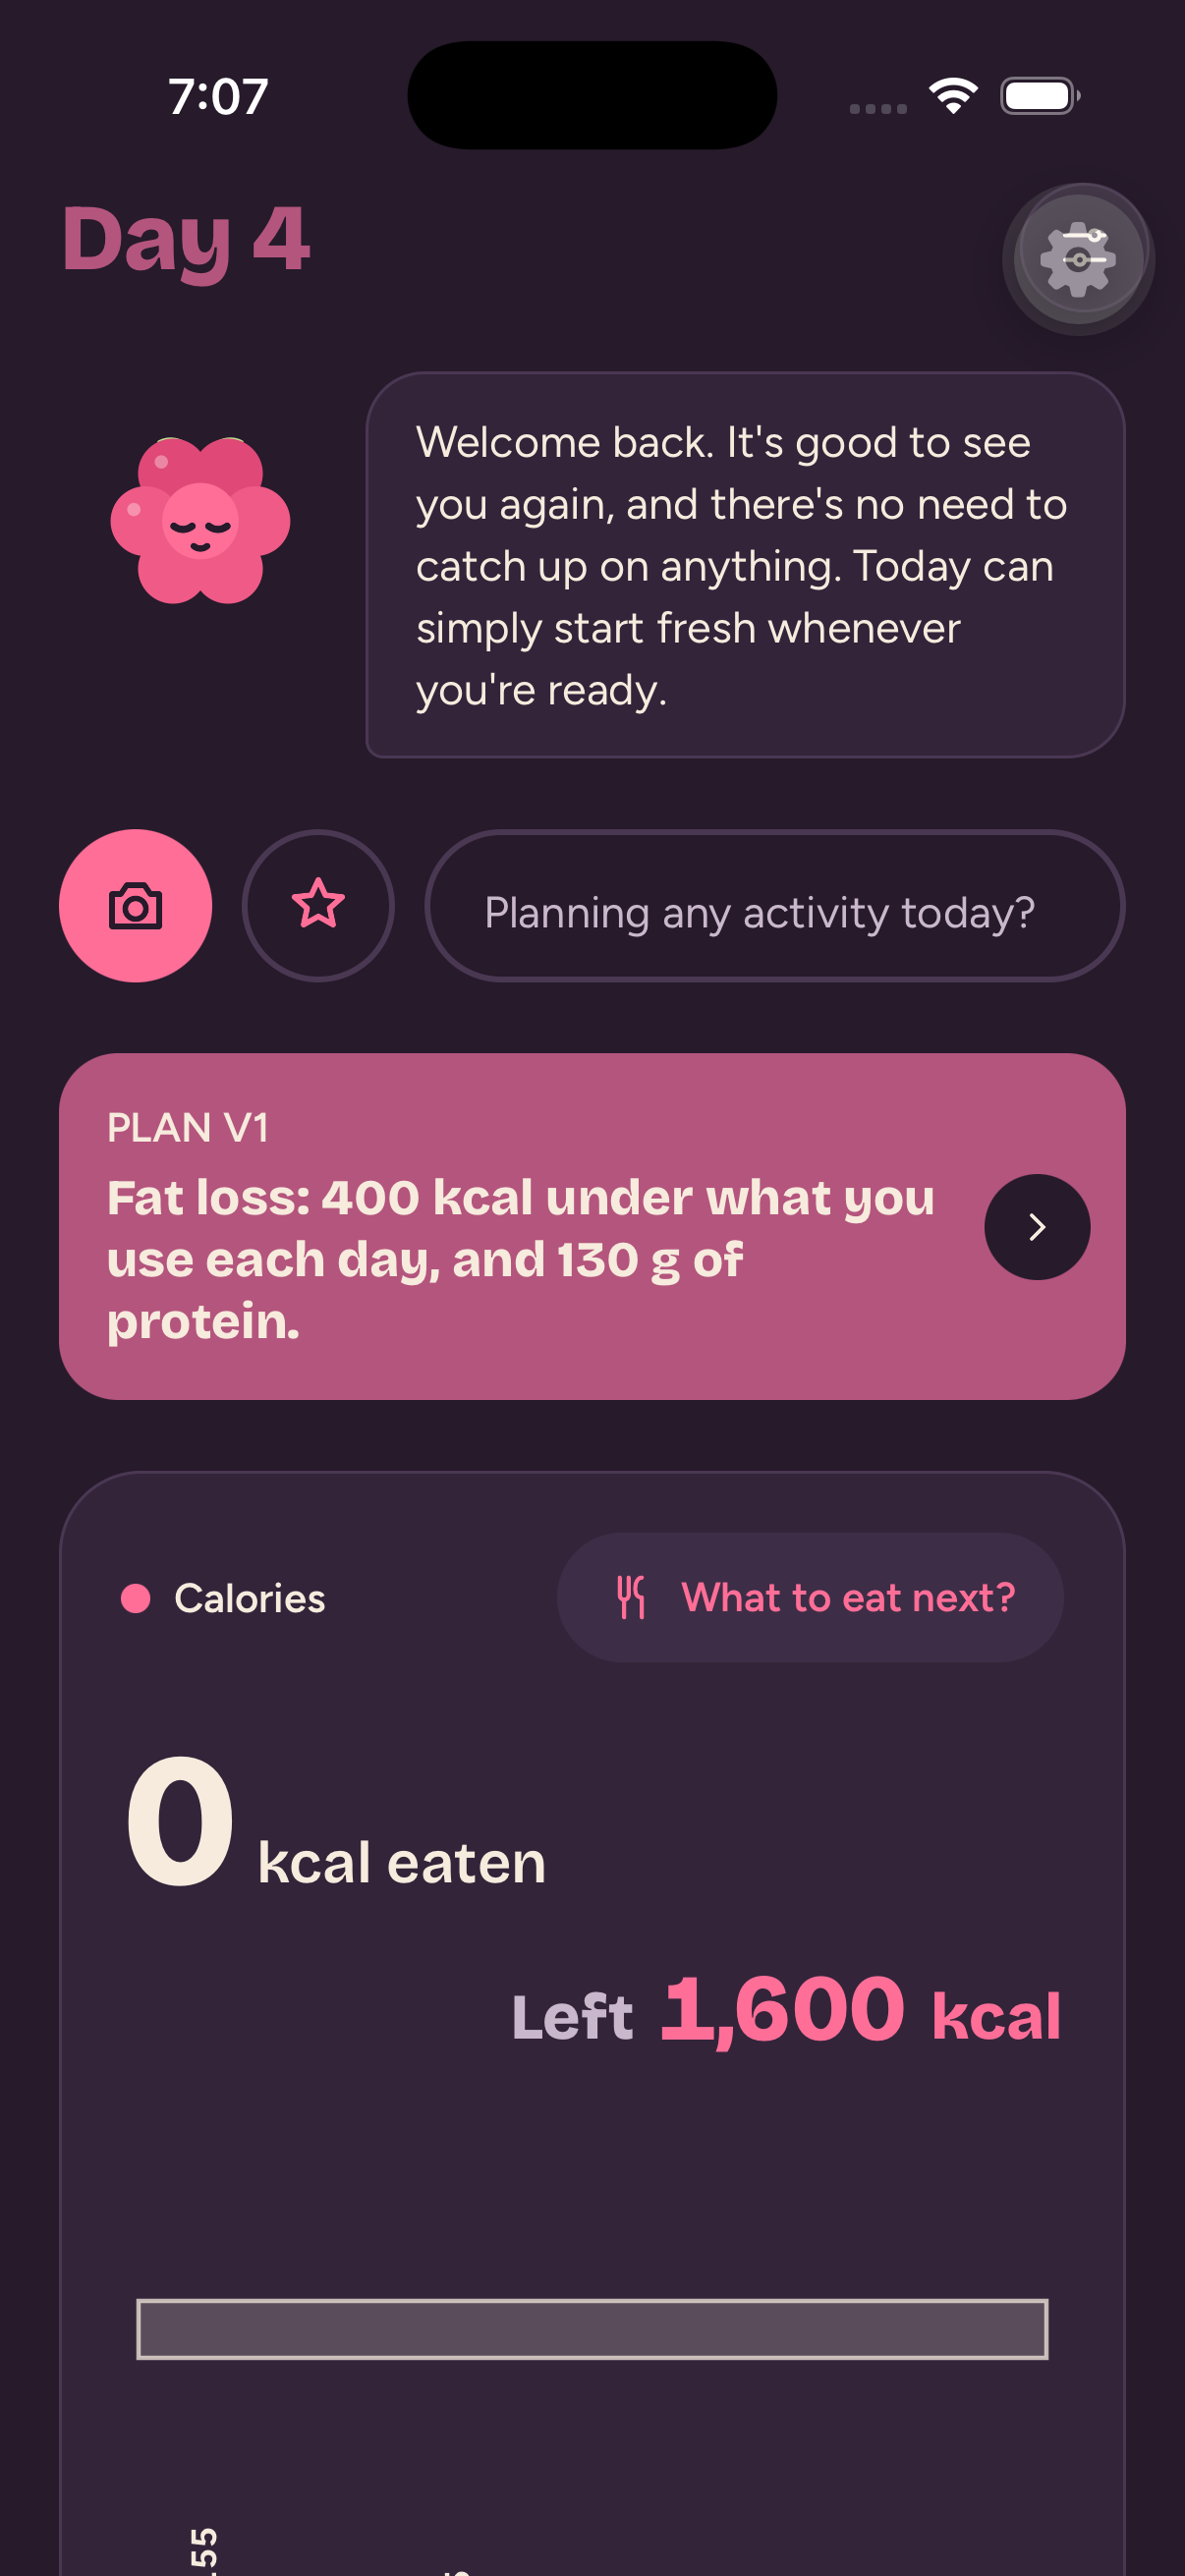 7:07
Day 4
Welcome back. It's good to see
you again, and there's no need to
catch up on anything. Today can
simply start fresh whenever
you're ready.
Planning any activity today?
PLAN V1
Fat loss: 400 kcal under what you
use each day, and 130 g of
protein.
Calories
What to eat next?
0 kcal eaten
Left 1,600 kcal